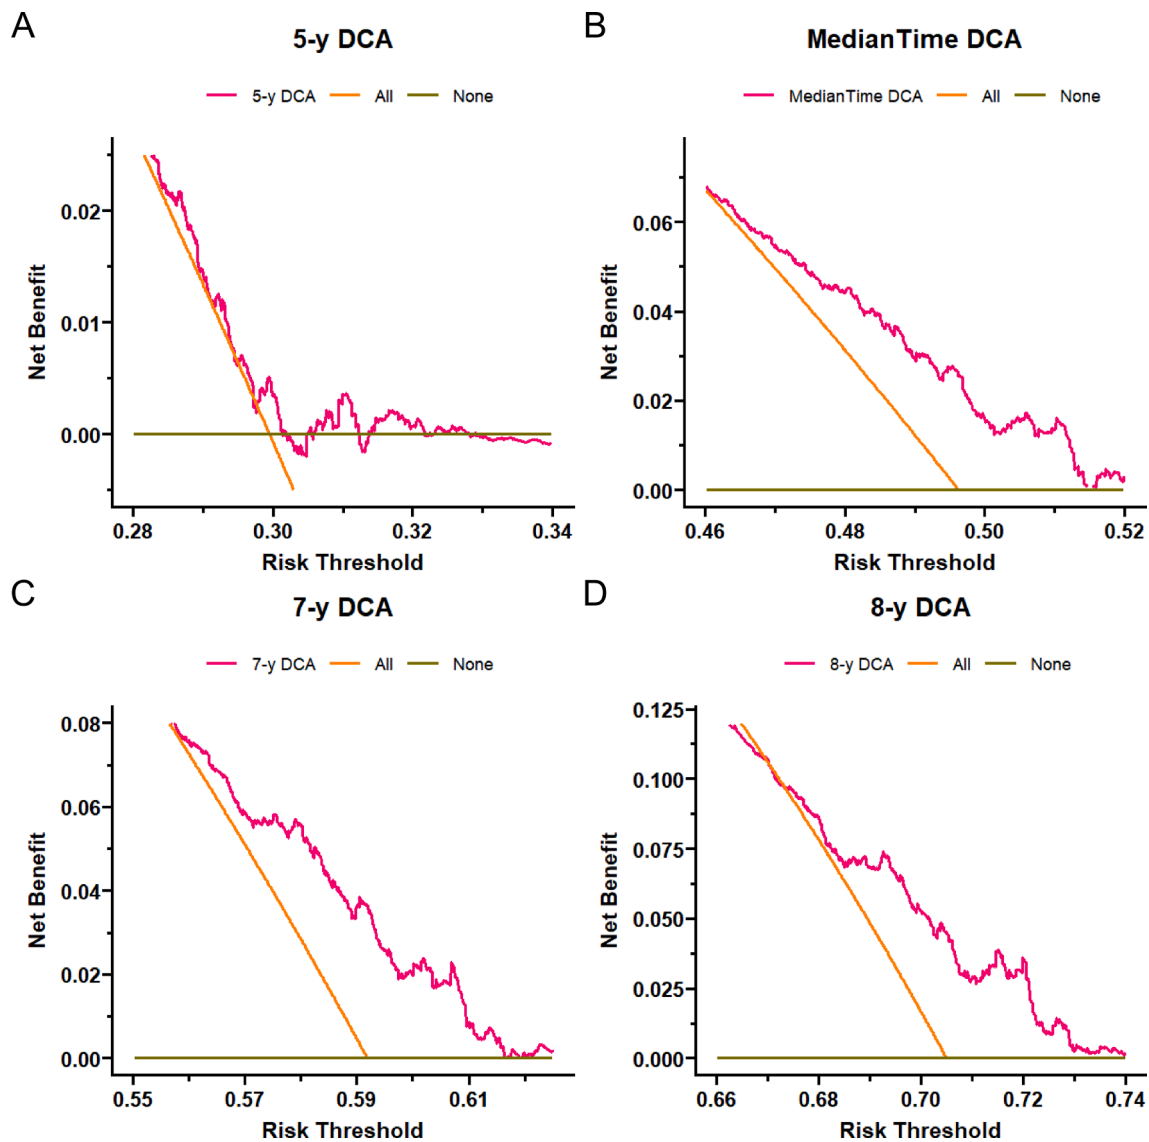 A
5-y DCA
5-y DCA All None
Net Benefit
0.02
0.01
0.00
0.28 0.30 0.32 0.34
Risk Threshold
B
MedianTime DCA
MedianTime DCA All None
Net Benefit
0.06
0.04
0.02
0.00
0.46 0.48 0.50 0.52
Risk Threshold
C
7-y DCA
7-y DCA All None
Net Benefit
0.08
0.06
0.04
0.02
0.00
0.55 0.57 0.59 0.61
Risk Threshold
D
8-y DCA
8-y DCA All None
Net Benefit
0.125
0.100
0.075
0.050
0.025
0.000
0.66 0.68 0.70 0.72 0.74
Risk Threshold